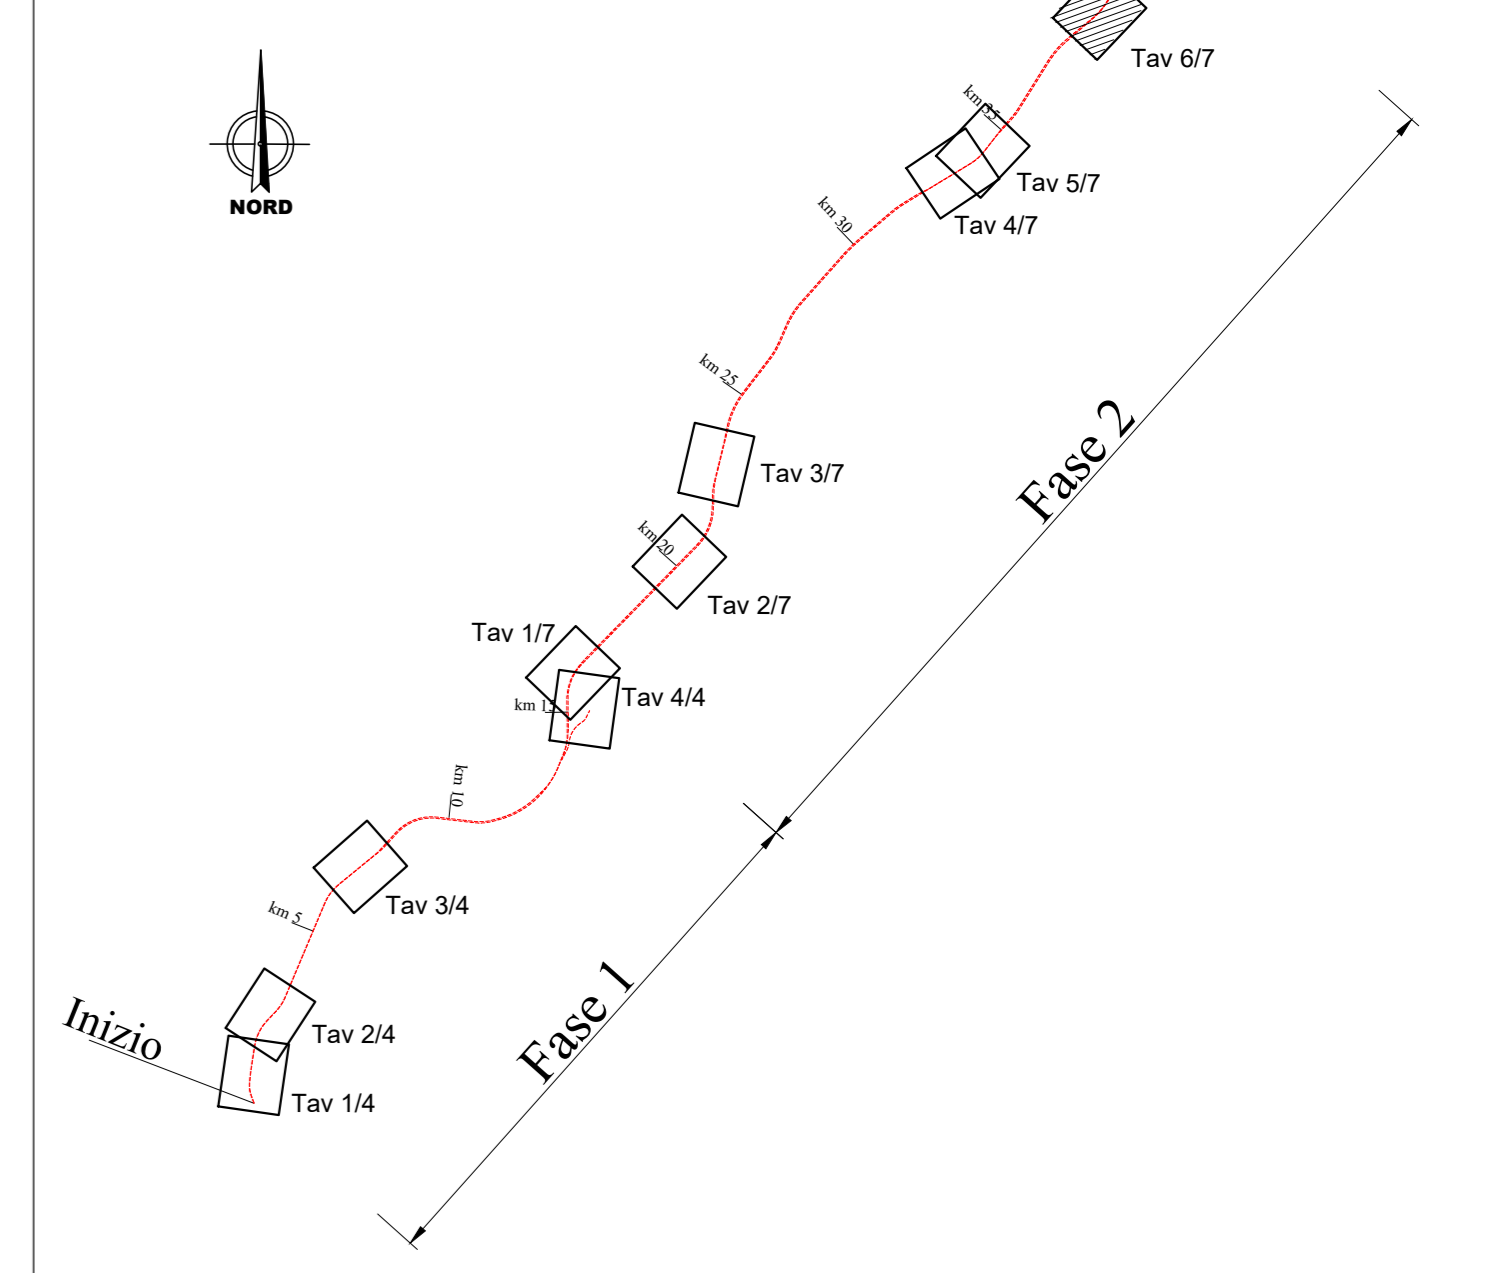 Tav 6/7
km 35
Tav 5/7
NORD
km 30
Tav 4/7
km 25
Fase 2
Tav 3/7
km 20
Tav 2/7
Tav 1/7
Tav 4/4
km 15
km 10
Tav 3/4
km 5
Fase 1
Inizio
Tav 2/4
Tav 1/4